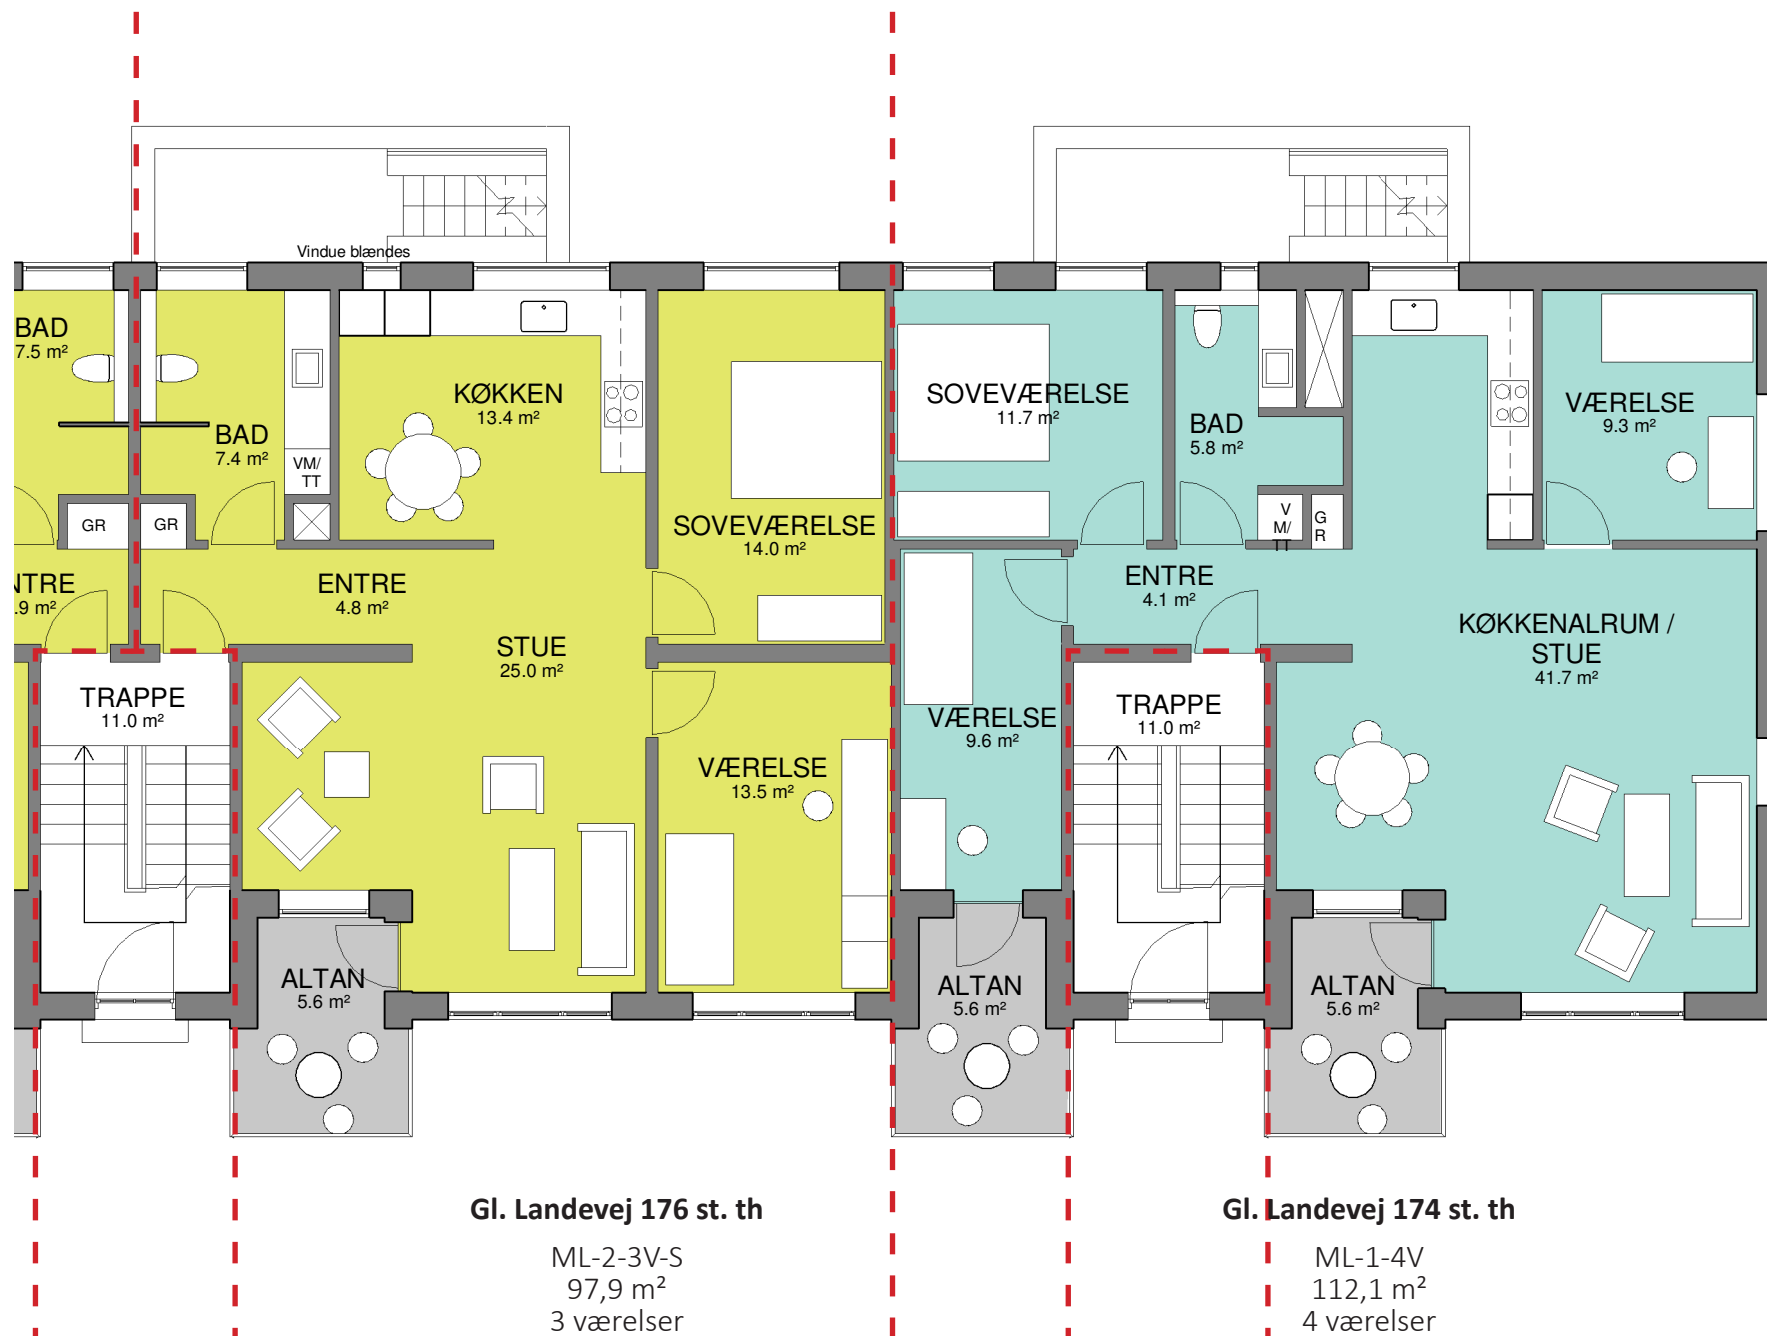 Vindue blændes
BAD
7.5 m²
BAD
7.4 m²
VM/
TT
GR
GR
KØKKEN
13.4 m²
SOVEVÆRELSE
14.0 m²
SOVEVÆRELSE
11.7 m²
BAD
5.8 m²
V
M/
TT
G
R
VÆRELSE
9.3 m²
NTRE
.9 m²
ENTRE
4.8 m²
STUE
25.0 m²
ENTRE
4.1 m²
KØKKENALRUM /
STUE
41.7 m²
TRAPPE
11.0 m²
VÆRELSE
13.5 m²
VÆRELSE
9.6 m²
TRAPPE
11.0 m²
ALTAN
5.6 m²
ALTAN
5.6 m²
ALTAN
5.6 m²
Gl. Landevej 176 st. th
ML-2-3V-S
97,9 m²
3 værelser
Gl. Landevej 174 st. th
ML-1-4V
112,1 m²
4 værelser